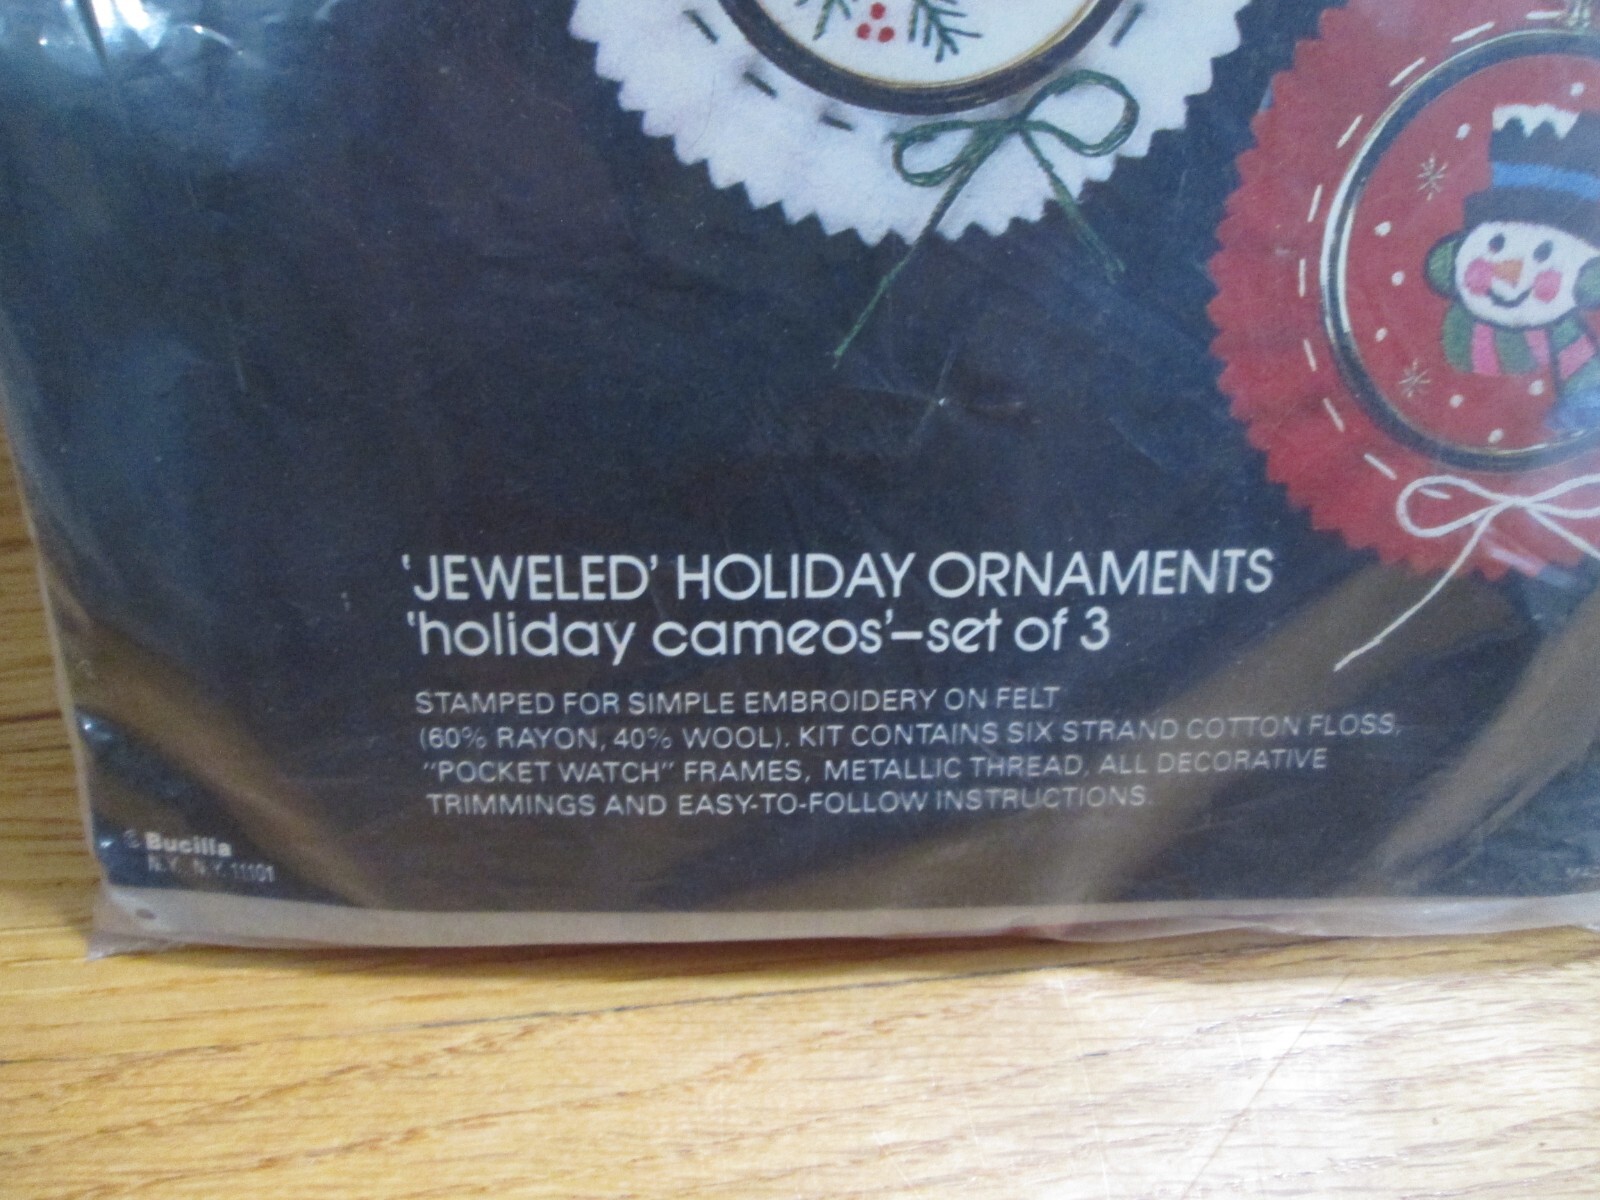 'JEWELED' HOLIDAY ORNAMENTS
'holiday cameos'–set of 3
STAMPED FOR SIMPLE EMBROIDERY ON FELT
(60% RAYON, 40% WOOL). KIT CONTAINS SIX STRAND COTTON FLOSS,
"POCKET WATCH" FRAMES, METALLIC THREAD, ALL DECORATIVE
TRIMMINGS AND EASY-TO-FOLLOW INSTRUCTIONS.
© Bucilla
N.Y. N.Y. 11101